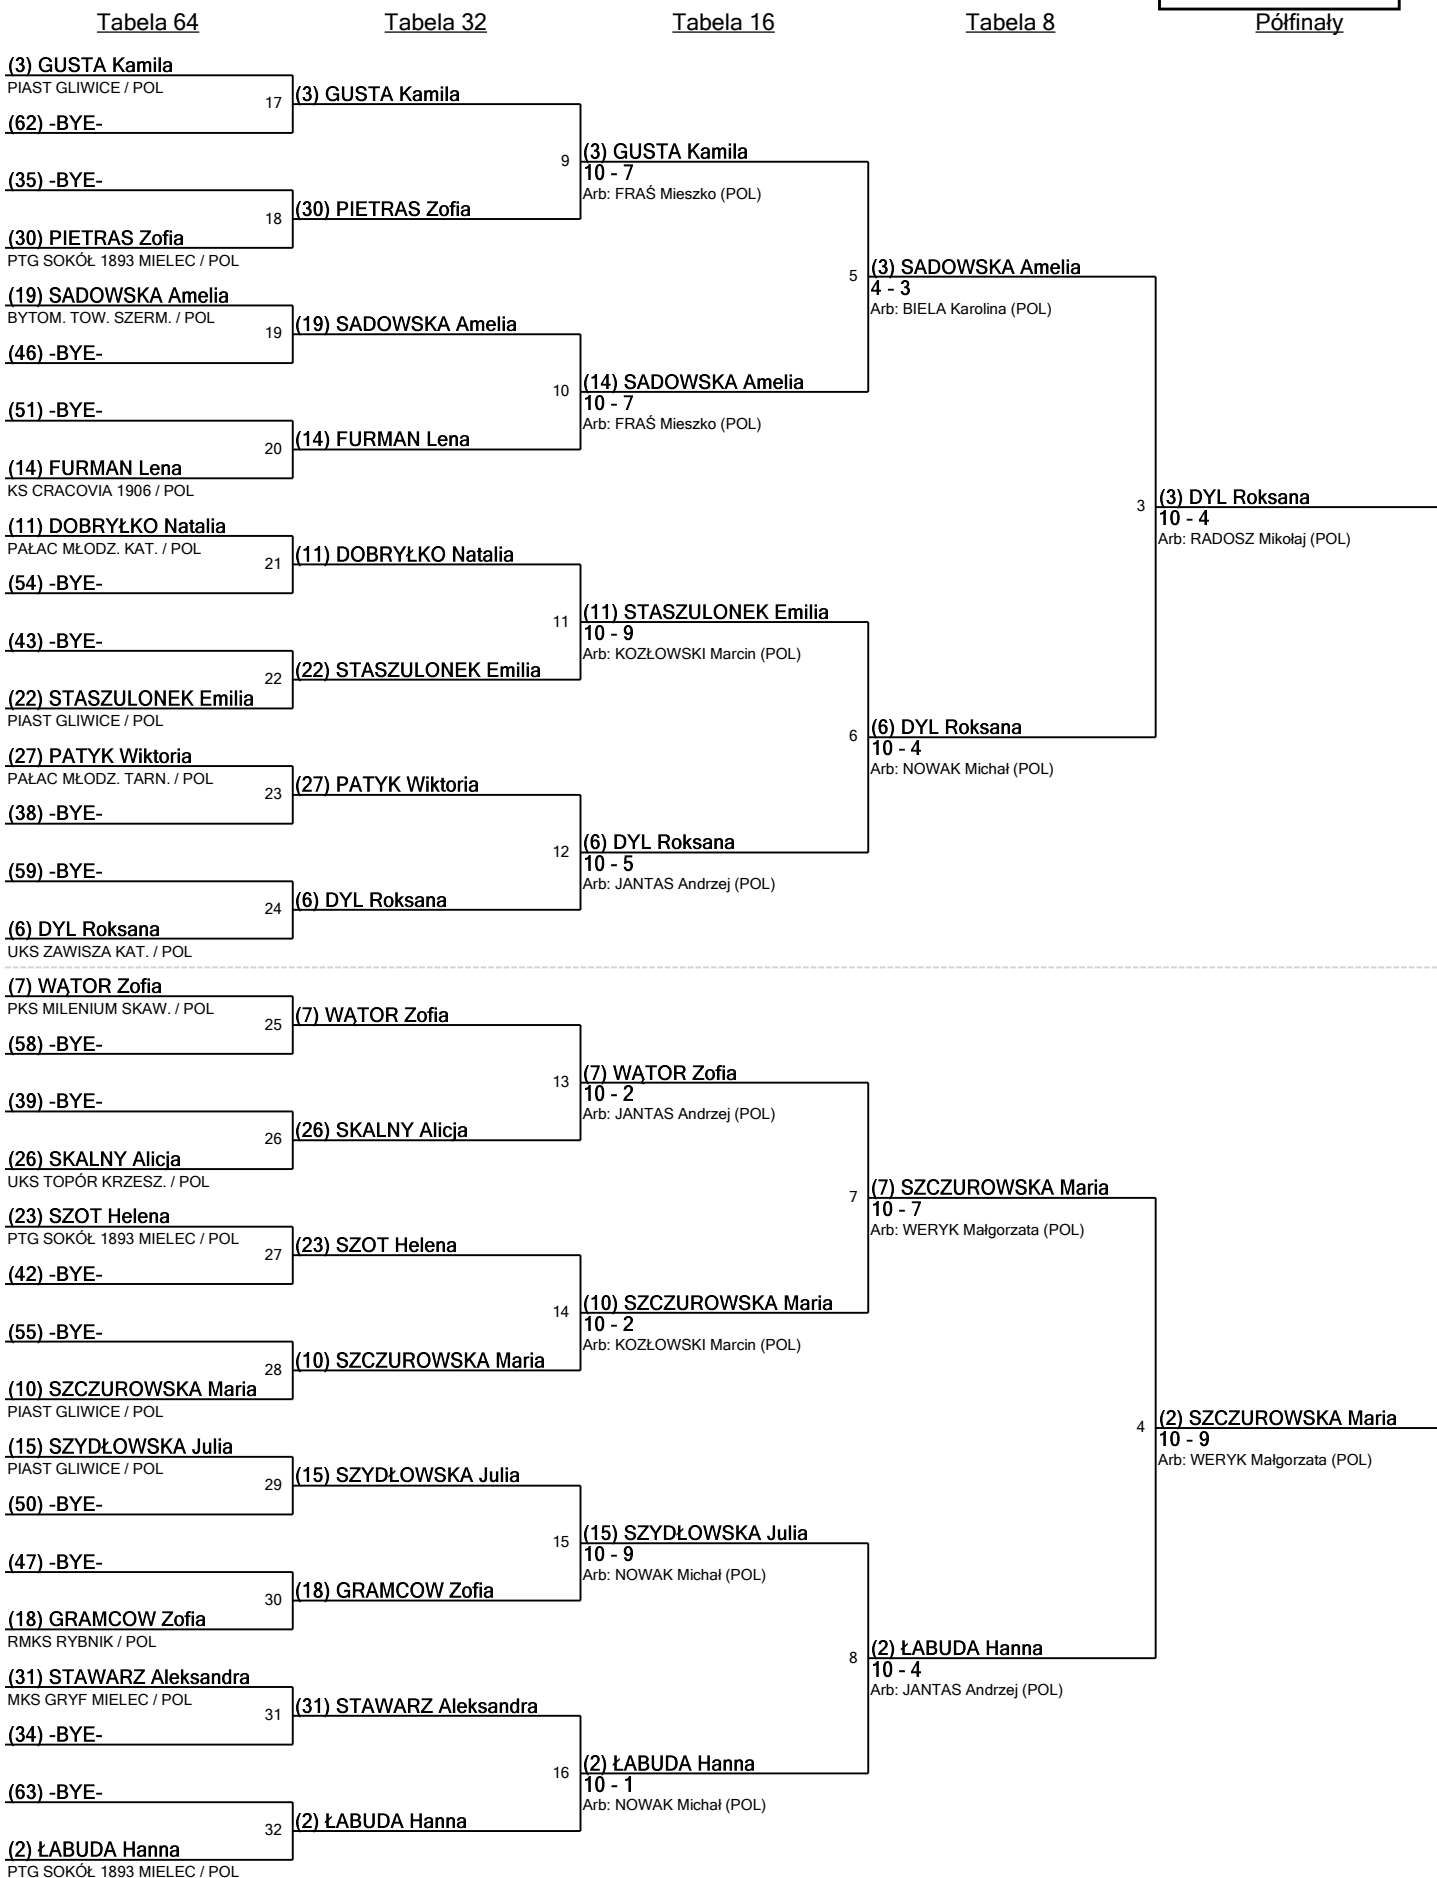 Tabela 64
Tabela 32
Tabela 16
Tabela 8
Półfinały
(3) GUSTA Kamila
PIAST GLIWICE / POL
17
(62) -BYE-
(35) -BYE-
18
(30) PIETRAS Zofia
PTG SOKÓŁ 1893 MIELEC / POL
(19) SADOWSKA Amelia
BYTOM. TOW. SZERM. / POL
19
(46) -BYE-
(51) -BYE-
20
(14) FURMAN Lena
KS CRACOVIA 1906 / POL
(11) DOBRYŁKO Natalia
PAŁAC MŁODZ. KAT. / POL
21
(54) -BYE-
(43) -BYE-
22
(22) STASZULONEK Emilia
PIAST GLIWICE / POL
(27) PATYK Wiktoria
PAŁAC MŁODZ. TARN. / POL
23
(38) -BYE-
(59) -BYE-
24
(6) DYL Roksana
UKS ZAWISZA KAT. / POL
(7) WĄTOR Zofia
PKS MILENIUM SKAW. / POL
25
(58) -BYE-
(39) -BYE-
26
(26) SKALNY Alicja
UKS TOPÓR KRZESZ. / POL
(23) SZOT Helena
PTG SOKÓŁ 1893 MIELEC / POL
27
(42) -BYE-
(55) -BYE-
28
(10) SZCZUROWSKA Maria
PIAST GLIWICE / POL
(15) SZYDŁOWSKA Julia
PIAST GLIWICE / POL
29
(50) -BYE-
(47) -BYE-
30
(18) GRAMCOW Zofia
RMKS RYBNIK / POL
(31) STAWARZ Aleksandra
MKS GRYF MIELEC / POL
31
(34) -BYE-
(63) -BYE-
32
(2) ŁABUDA Hanna
PTG SOKÓŁ 1893 MIELEC / POL
(3) GUSTA Kamila
9
(30) PIETRAS Zofia
(19) SADOWSKA Amelia
10
(14) FURMAN Lena
(11) DOBRYŁKO Natalia
11
(22) STASZULONEK Emilia
(27) PATYK Wiktoria
12
(6) DYL Roksana
(7) WĄTOR Zofia
13
(26) SKALNY Alicja
(23) SZOT Helena
14
(10) SZCZUROWSKA Maria
(15) SZYDŁOWSKA Julia
15
(18) GRAMCOW Zofia
(31) STAWARZ Aleksandra
16
(2) ŁABUDA Hanna
(3) GUSTA Kamila
10 - 7
Arb: FRAŚ Mieszko (POL)
5
(14) SADOWSKA Amelia
10 - 7
Arb: FRAŚ Mieszko (POL)
(11) STASZULONEK Emilia
10 - 9
Arb: KOZŁOWSKI Marcin (POL)
6
(6) DYL Roksana
10 - 5
Arb: JANTAS Andrzej (POL)
(7) WĄTOR Zofia
10 - 2
Arb: JANTAS Andrzej (POL)
7
(10) SZCZUROWSKA Maria
10 - 2
Arb: KOZŁOWSKI Marcin (POL)
(15) SZYDŁOWSKA Julia
10 - 9
Arb: NOWAK Michał (POL)
8
(2) ŁABUDA Hanna
10 - 1
Arb: NOWAK Michał (POL)
(3) SADOWSKA Amelia
4 - 3
Arb: BIELA Karolina (POL)
3
(6) DYL Roksana
10 - 4
Arb: NOWAK Michał (POL)
(7) SZCZUROWSKA Maria
10 - 7
Arb: WERYK Małgorzata (POL)
4
(2) ŁABUDA Hanna
10 - 4
Arb: JANTAS Andrzej (POL)
(3) DYL Roksana
10 - 4
Arb: RADOSZ Mikołaj (POL)
(2) SZCZUROWSKA Maria
10 - 9
Arb: WERYK Małgorzata (POL)